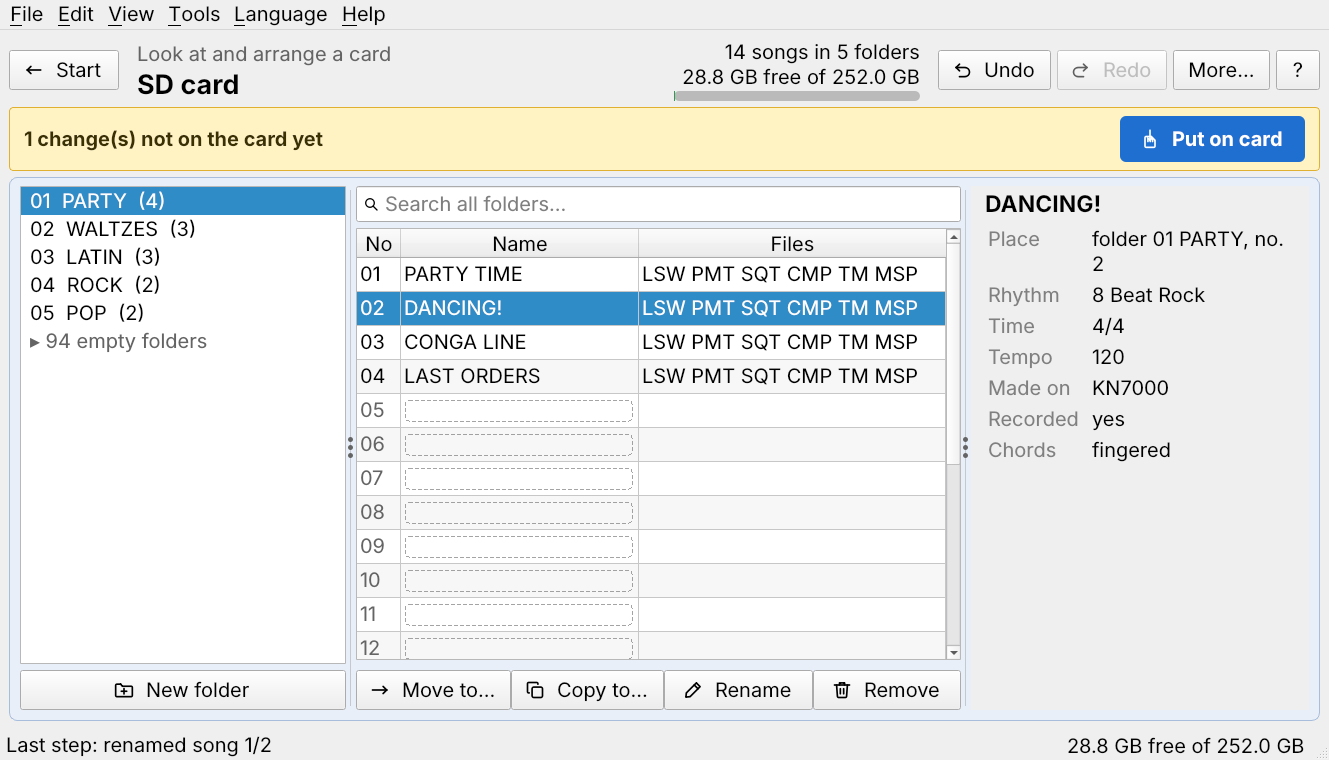 File Edit View Tools Language Help
← Start
Look at and arrange a card
SD card
14 songs in 5 folders
28.8 GB free of 252.0 GB
Undo
Redo
More...
?
1 change(s) not on the card yet
Put on card
01 PARTY (4)
02 WALTZES (3)
03 LATIN (3)
04 ROCK (2)
05 POP (2)
▸ 94 empty folders
New folder
Search all folders...
No Name Files
01 PARTY TIME LSW PMT SQT CMP TM MSP
02 DANCING! LSW PMT SQT CMP TM MSP
03 CONGA LINE LSW PMT SQT CMP TM MSP
04 LAST ORDERS LSW PMT SQT CMP TM MSP
05
06
07
08
09
10
11
12
→ Move to...
Copy to...
Rename
Remove
DANCING!
Place folder 01 PARTY, no.
2
Rhythm 8 Beat Rock
Time 4/4
Tempo 120
Made on KN7000
Recorded yes
Chords fingered
Last step: renamed song 1/2
28.8 GB free of 252.0 GB